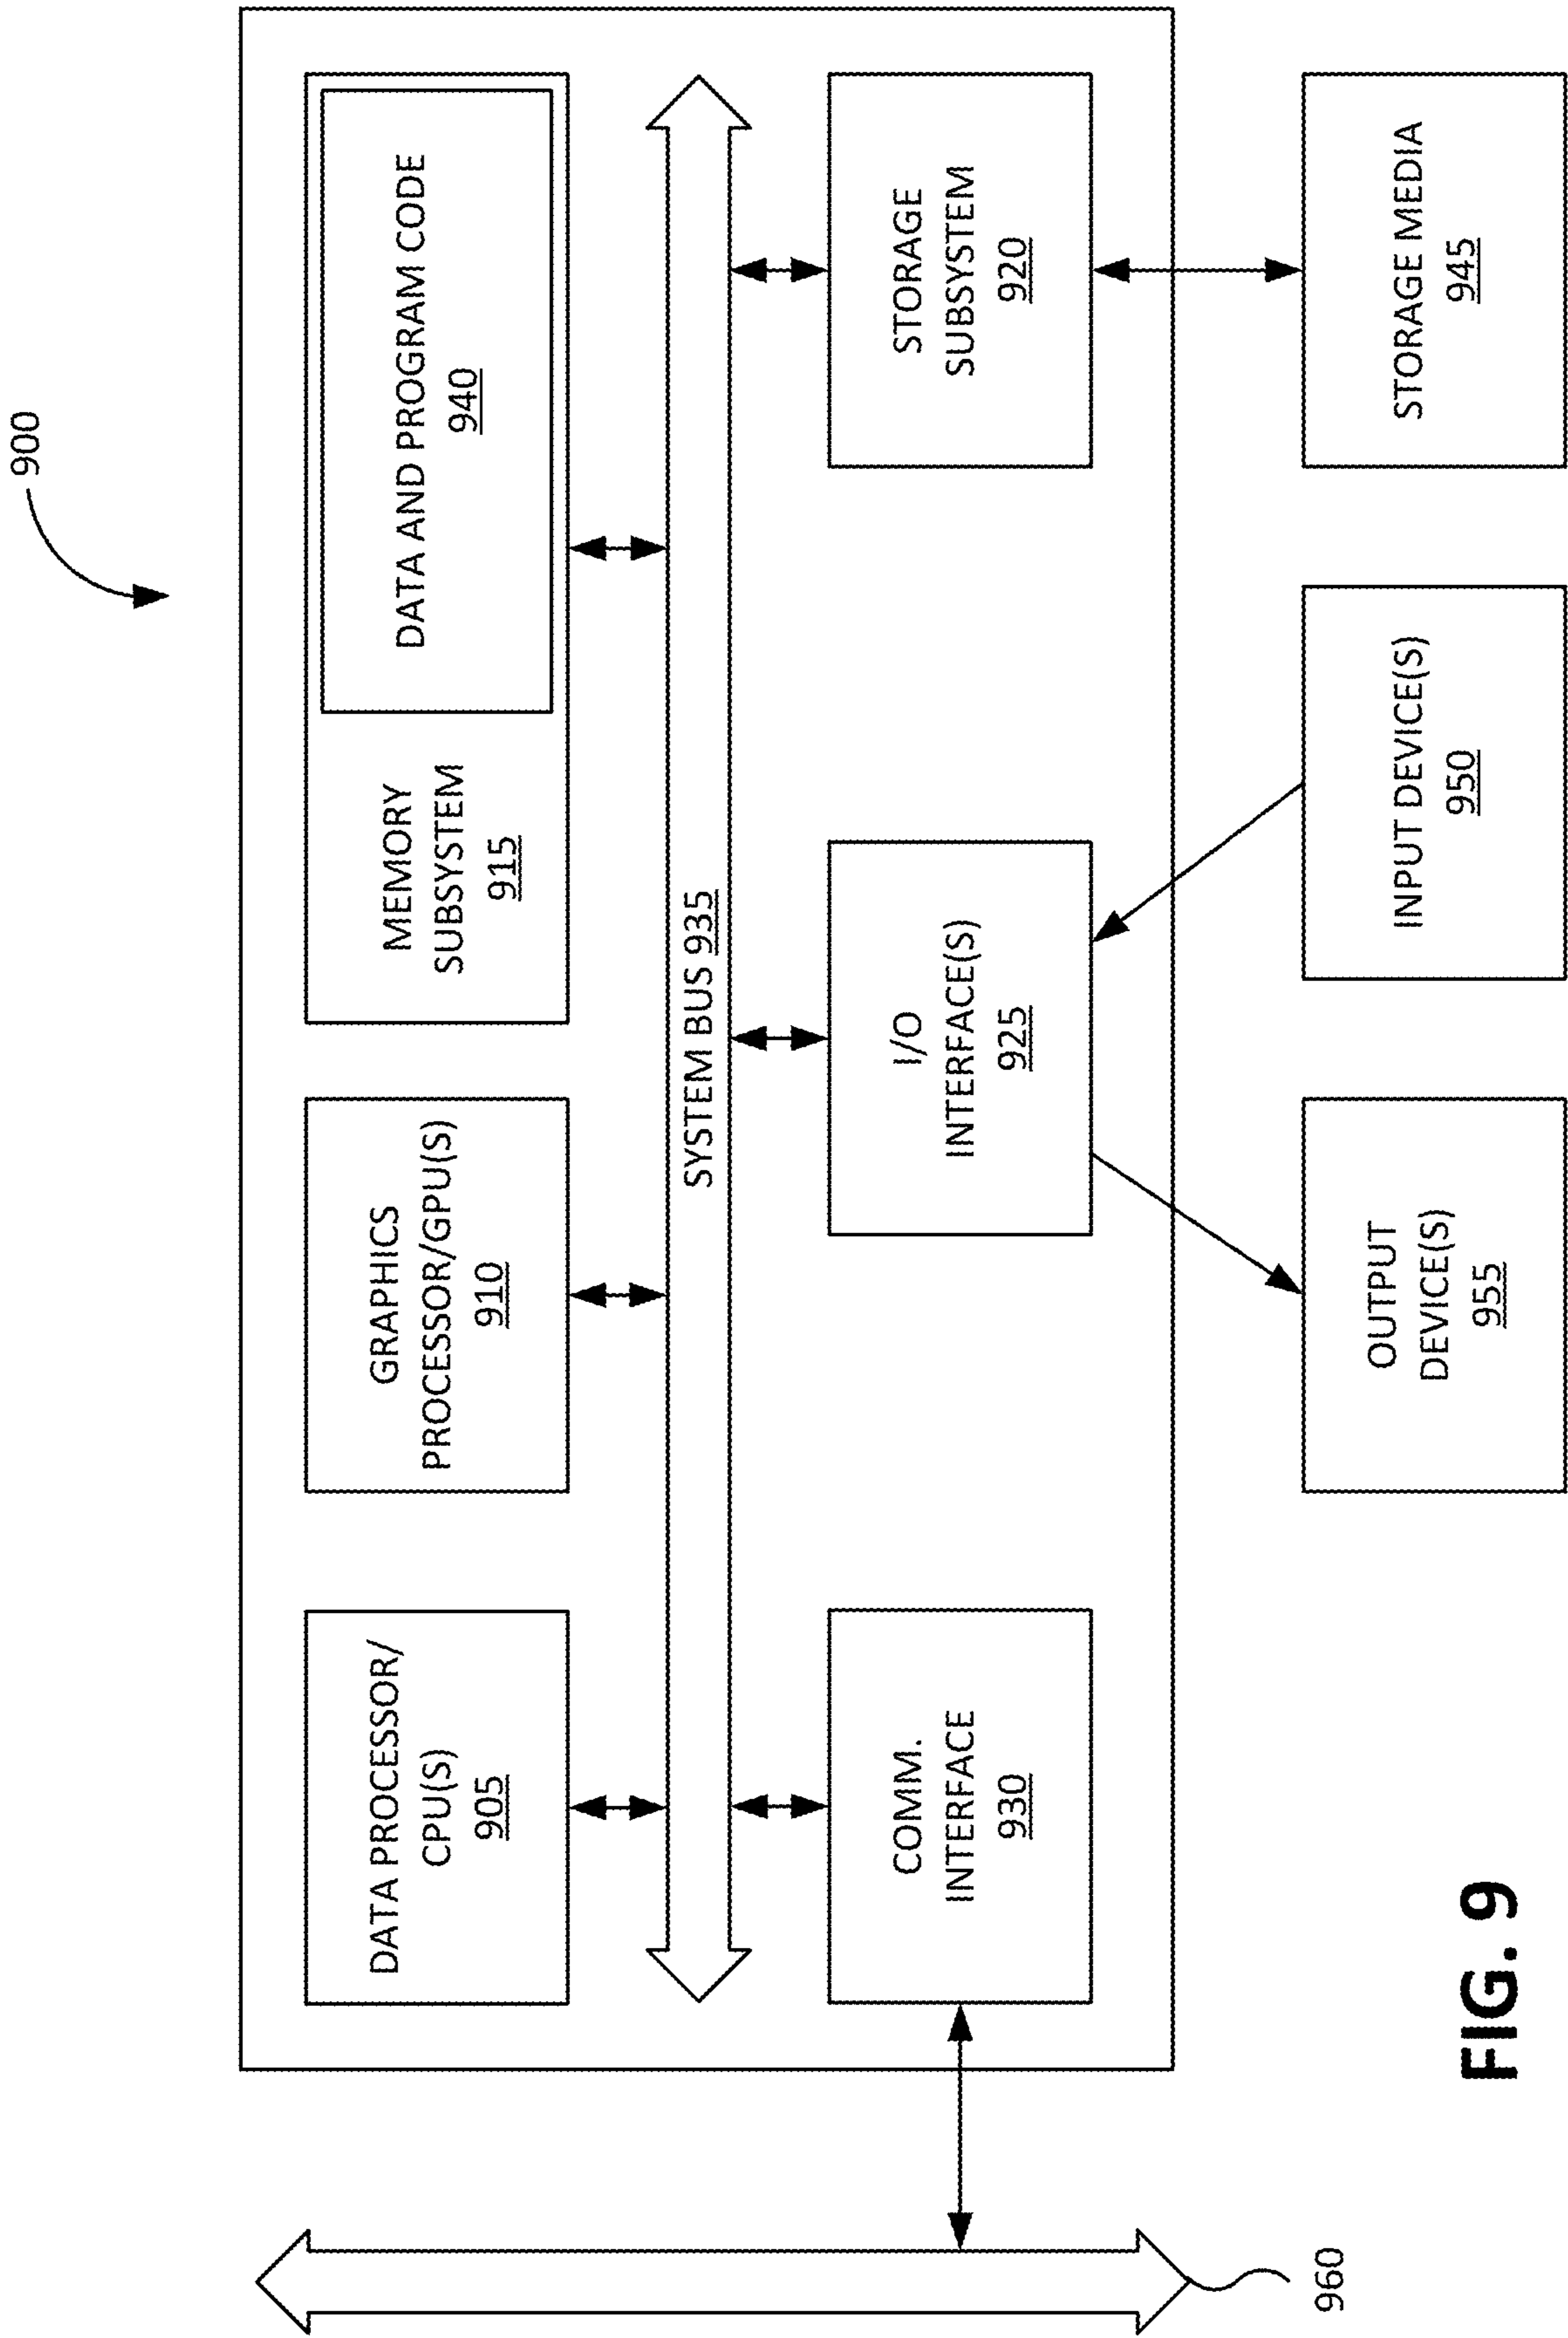 900
DATA PROCESSOR/
CPU(S)
905
GRAPHICS
PROCESSOR/GPU(S)
910
MEMORY
SUBSYSTEM
915
DATA AND PROGRAM CODE
940
SYSTEM BUS 935
COMM.
INTERFACE
930
I/O
INTERFACE(S)
925
STORAGE
SUBSYSTEM
920
960
OUTPUT
DEVICE(S)
955
INPUT DEVICE(S)
950
STORAGE MEDIA
945
FIG. 9